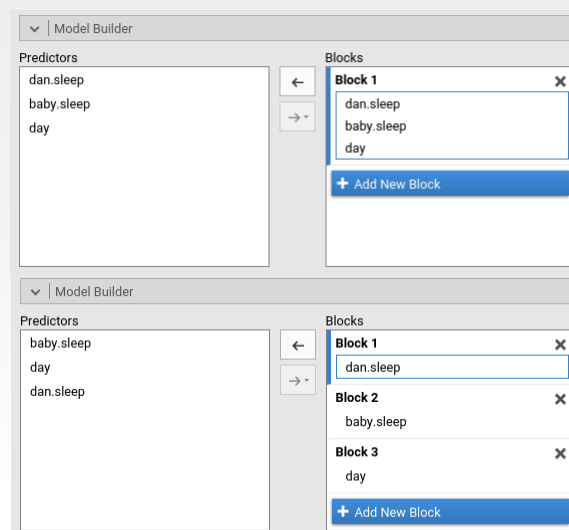 Model Builder
Predictors
Blocks
dan.sleep
baby.sleep
day
Block 1
dan.sleep
baby.sleep
day
Add New Block
Model Builder
Predictors
Blocks
baby.sleep
day
dan.sleep
Block 1
dan.sleep
Block 2
baby.sleep
Block 3
day
Add New Block